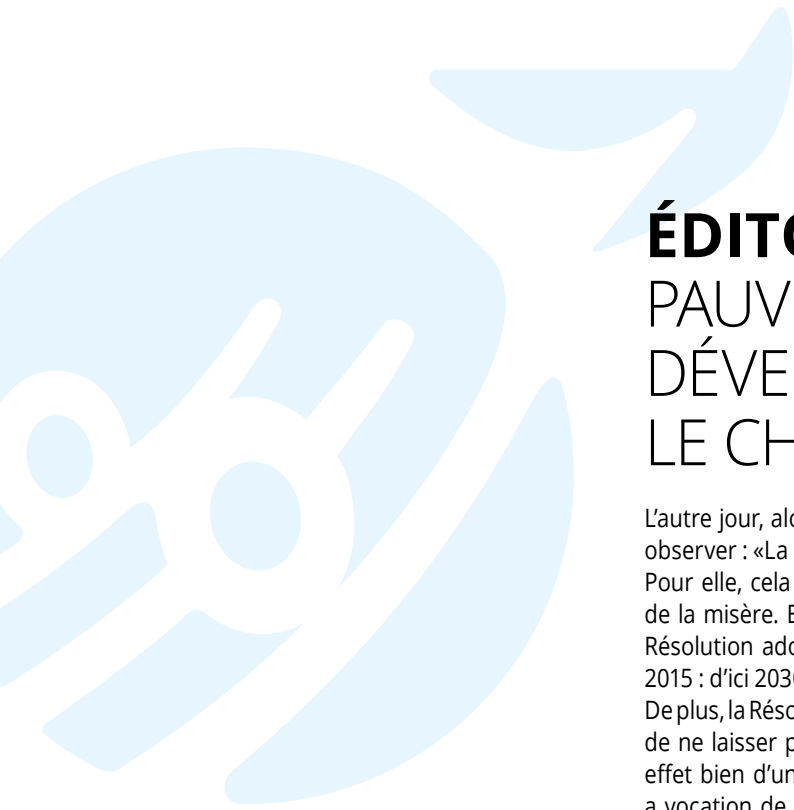 ÉDITO
PAUV
DÉVE
LE CH
L’autre jour, alo
observer : «La
Pour elle, cela
de la misère. E
Résolution ado
2015 : d’ici 2030
De plus, la Réso
de ne laisser p
effet bien d’un
a vocation de